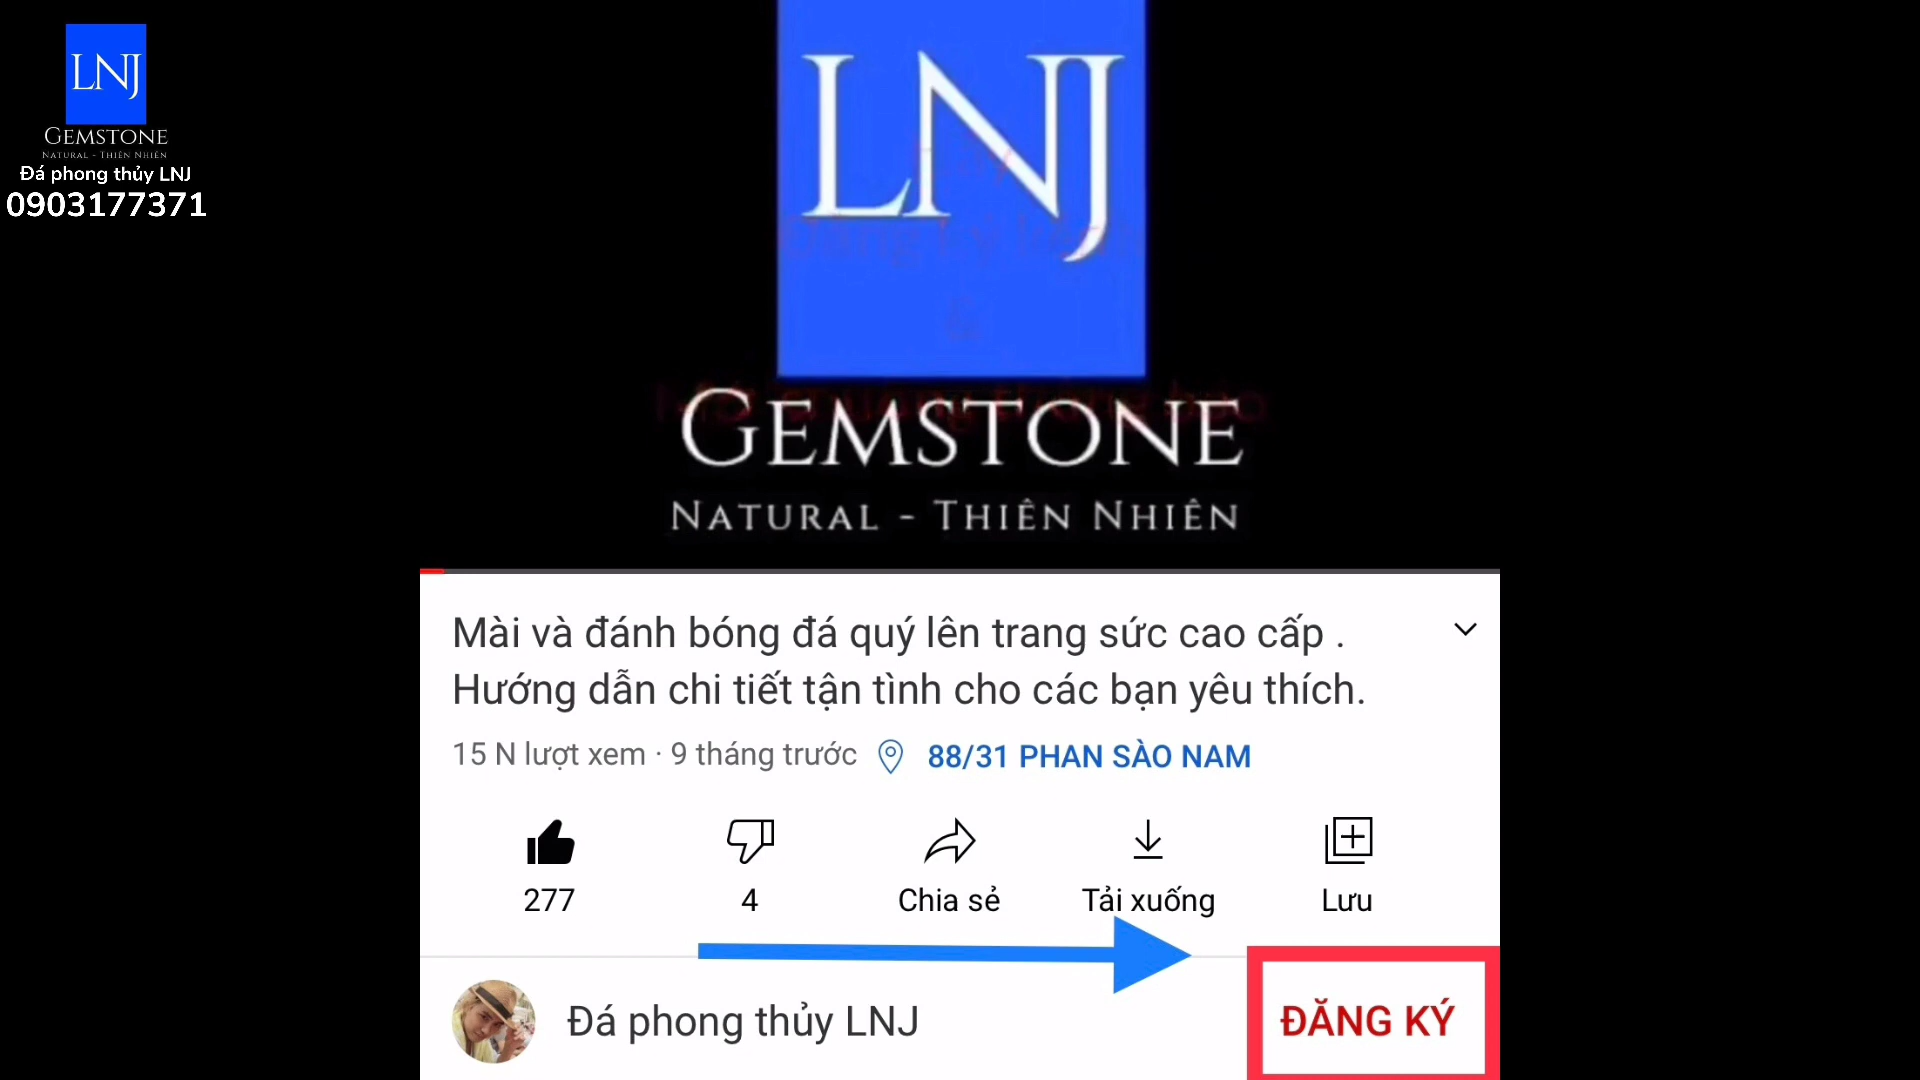 LNJ
GEMSTONE
NATURAL - THIÊN NHIÊN
Đá phong thủy LNJ
0903177371
LNJ
GEMSTONE
NATURAL - THIÊN NHIÊN
Mài và đánh bóng đá quý lên trang sức cao cấp .
Hướng dẫn chi tiết tận tình cho các bạn yêu thích.
15 N lượt xem · 9 tháng trước 88/31 PHAN SÀO NAM
277 4 Chia sẻ Tải xuống Lưu
Đá phong thủy LNJ ĐĂNG KÝ